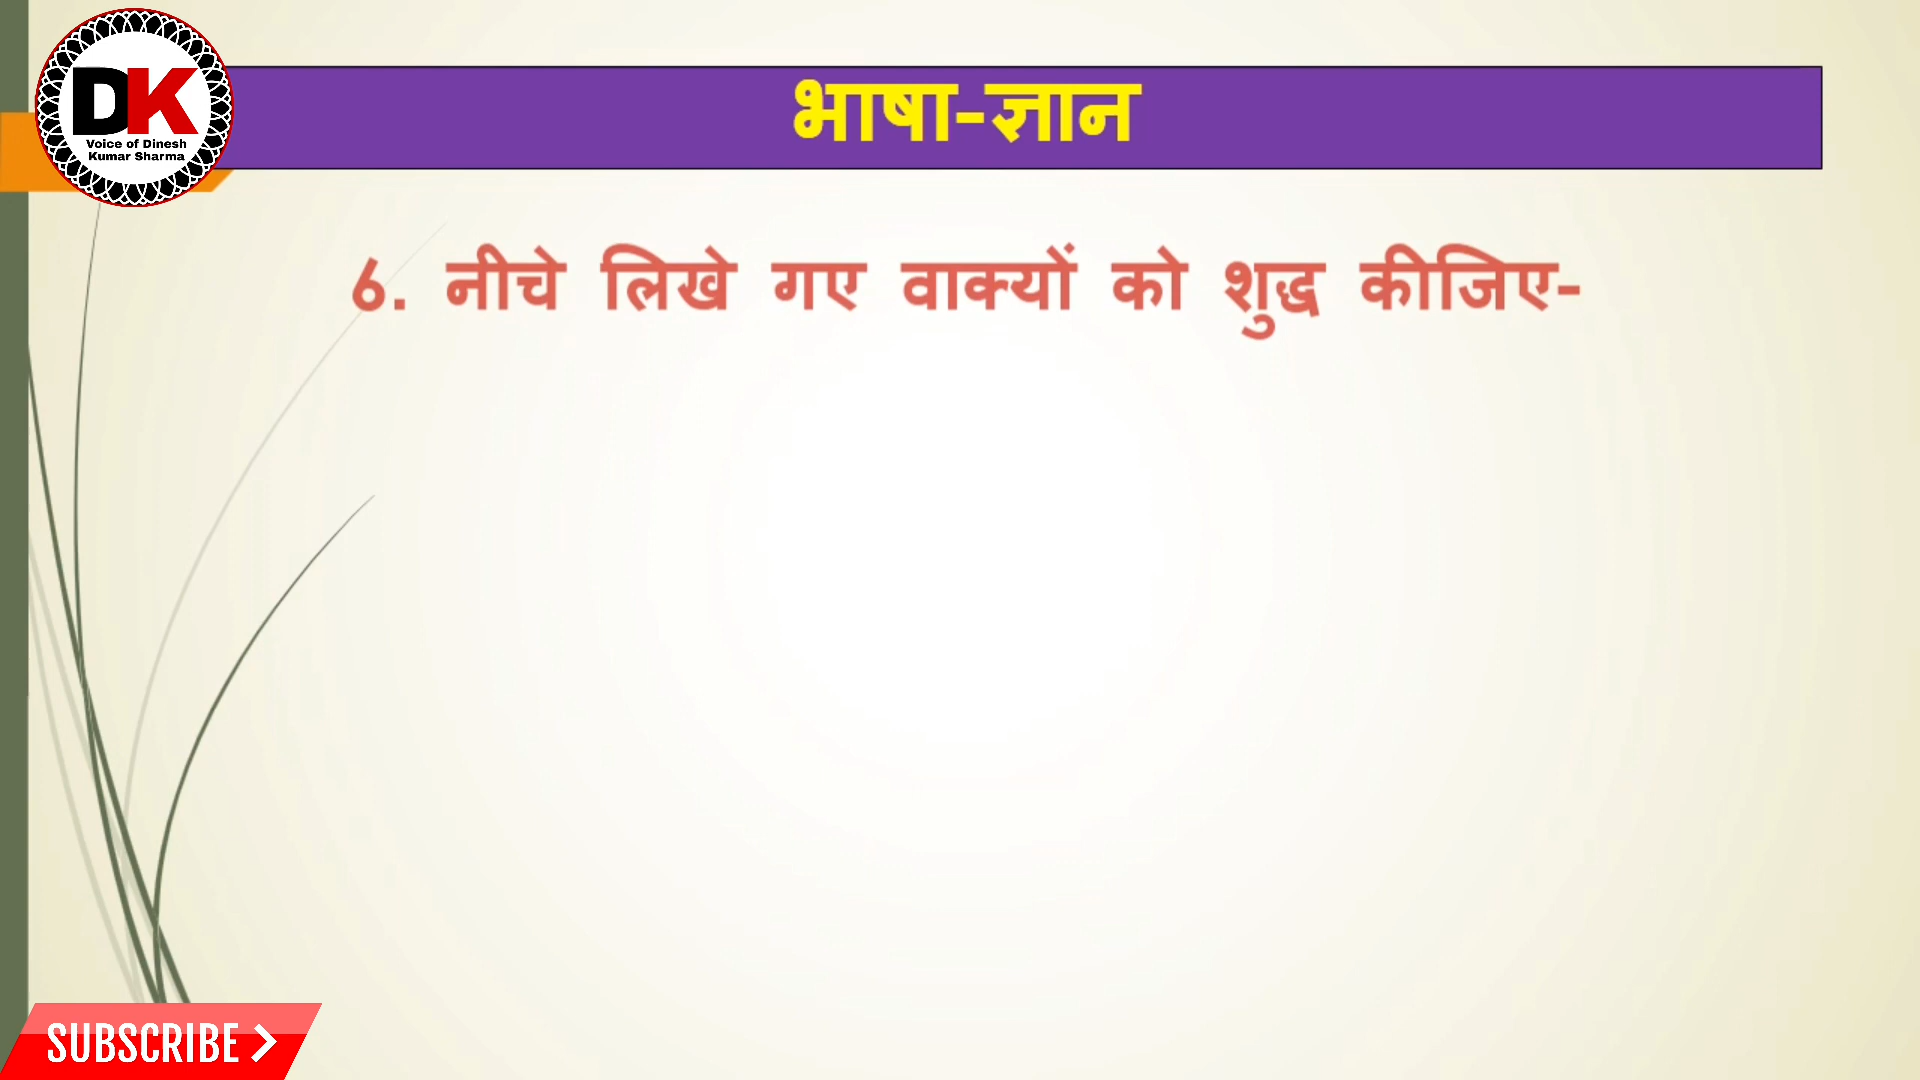 DK
Voice of Dinesh
Kumar Sharma
भाषा-ज्ञान
6. नीचे लिखे गए वाक्यों को शुद्ध कीजिए-
SUBSCRIBE